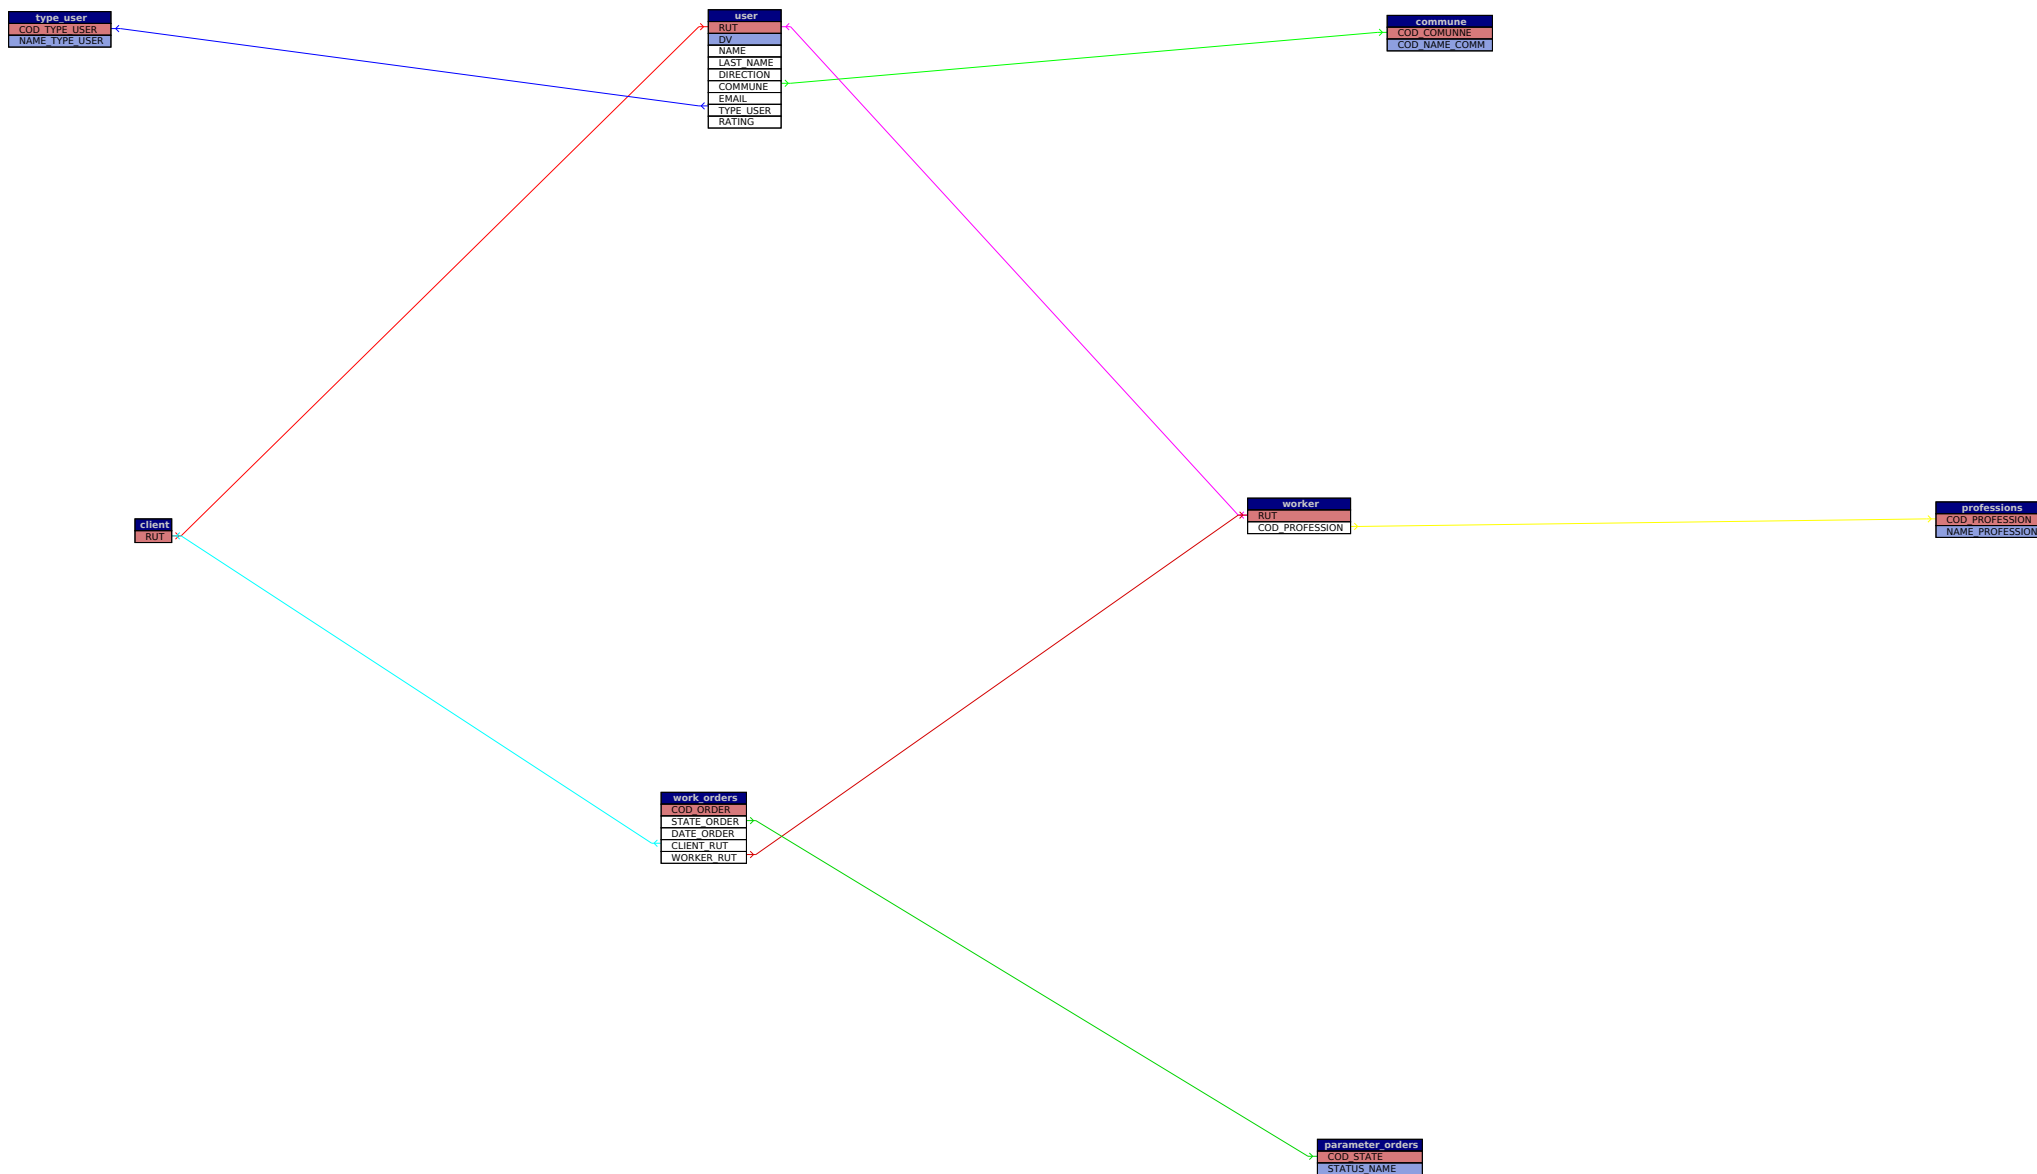 type_user
COD_TYPE_USER
NAME_TYPE_USER
user
RUT
DV
NAME
LAST_NAME
DIRECTION
COMMUNE
EMAIL
TYPE_USER
RATING
commune
COD_COMUNNE
COD_NAME_COMM
client
RUT
worker
RUT
COD_PROFESSION
professions
COD_PROFESSION
NAME_PROFESSION
work_orders
COD_ORDER
STATE_ORDER
DATE_ORDER
CLIENT_RUT
WORKER_RUT
parameter_orders
COD_STATE
STATUS_NAME